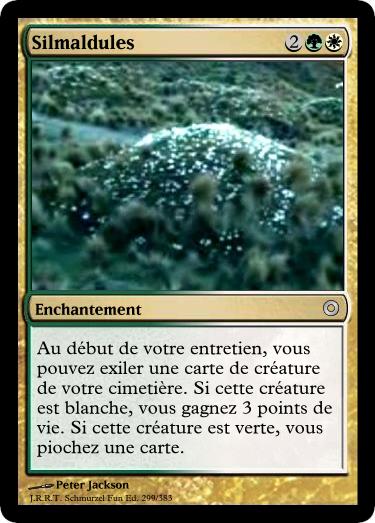 Silmaldules 2
Enchantement
Au début de votre entretien, vous
pouvez exiler une carte de créature
de votre cimetière. Si cette créature
est blanche, vous gagnez 3 points de
vie. Si cette créature est verte, vous
piochez une carte.
Peter Jackson
J.R.R.T. Schmurzel Fun Ed. 299/383